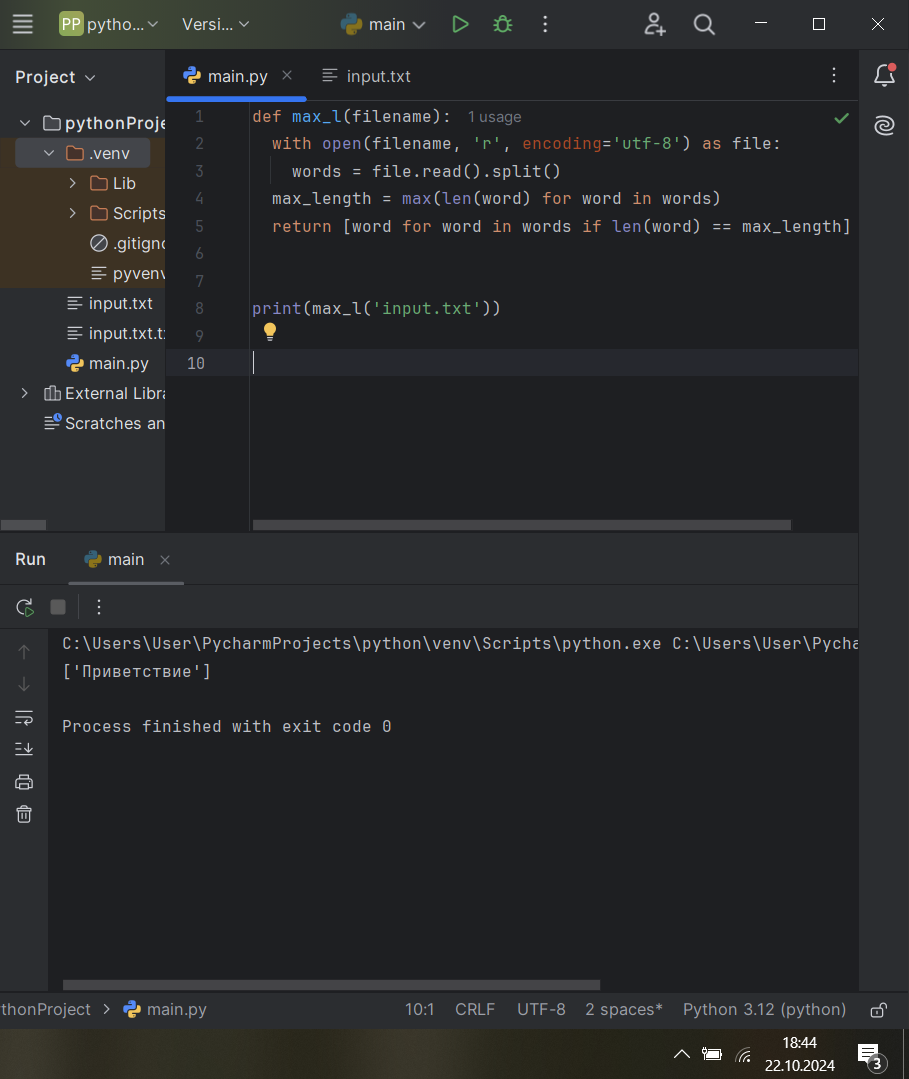 PP pytho... Versi... main
Project
main.py input.txt
pythonProje
.venv
Lib
Scripts
.gitigno
pyvenv
input.txt
input.txt.t
main.py
External Libra
Scratches an
1 def max_l(filename): 1 usage
2 with open(filename, 'r', encoding='utf-8') as file:
3 words = file.read().split()
4 max_length = max(len(word) for word in words)
5 return [word for word in words if len(word) == max_length]
6
7
8 print(max_l('input.txt'))
9
10
Run main
C:\Users\User\PycharmProjects\python\venv\Scripts\python.exe C:\Users\User\Pycha
['Приветствие']
Process finished with exit code 0
thonProject main.py 10:1 CRLF UTF-8 2 spaces* Python 3.12 (python)
18:44
22.10.2024
3